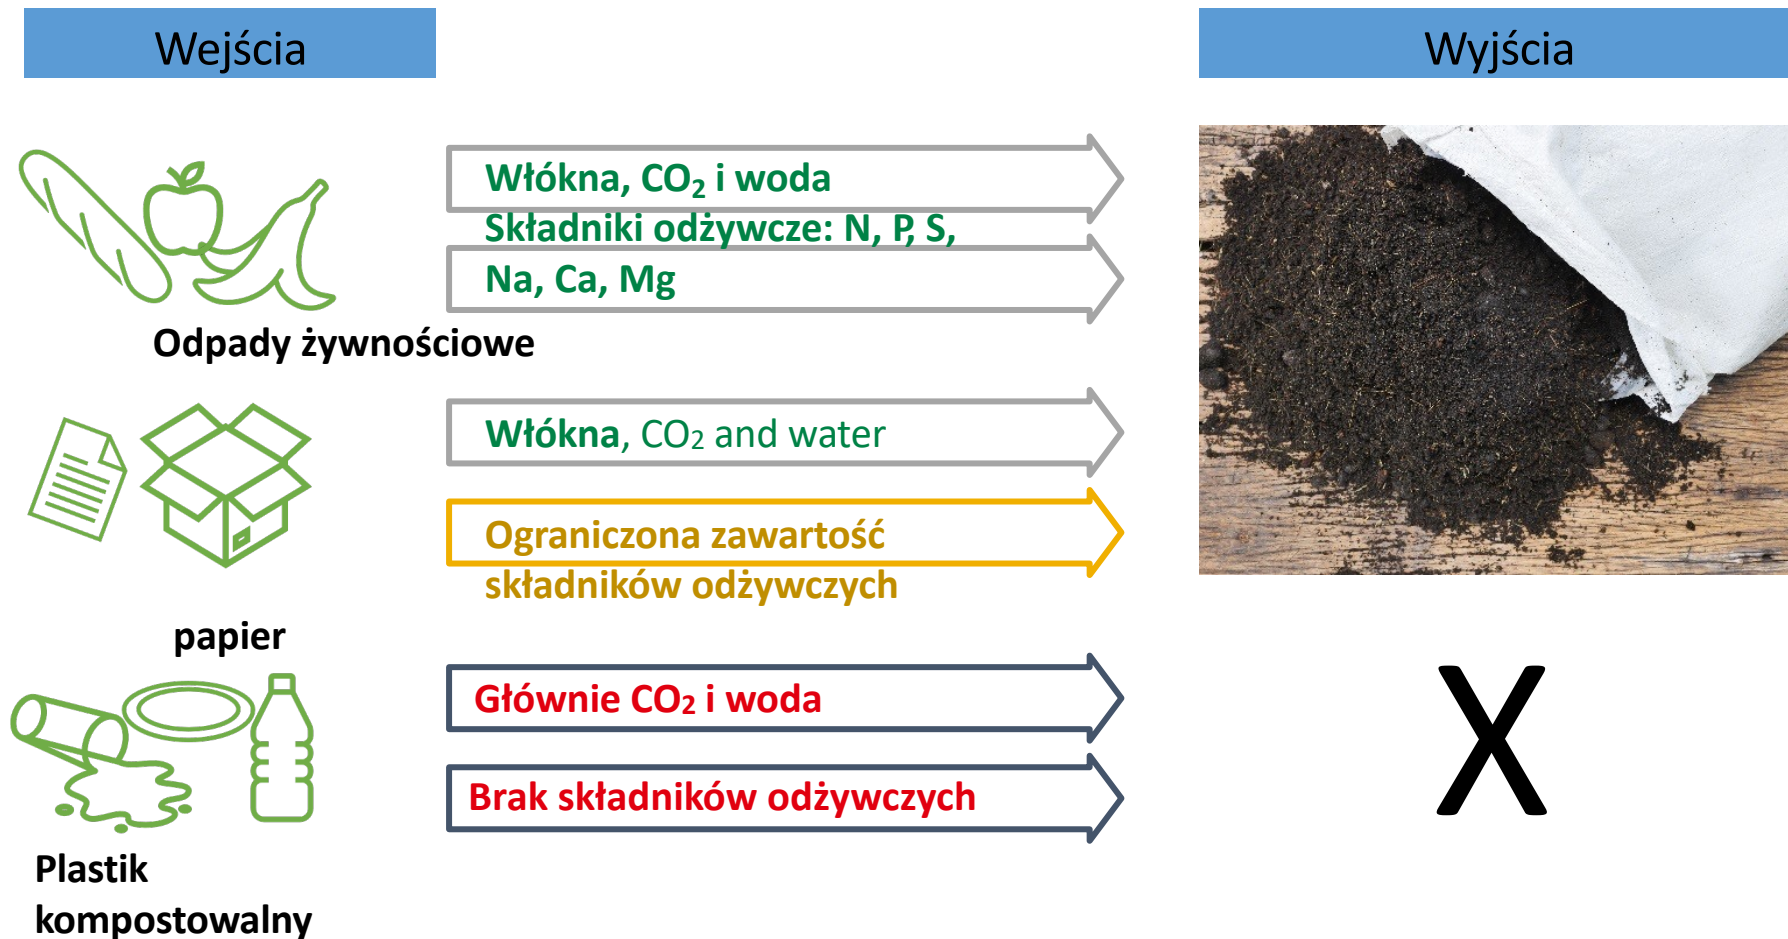 Wejścia
Wyjścia
Włókna, CO₂ i woda
Składniki odżywcze: N, P, S,
Na, Ca, Mg
Odpady żywnościowe
Włókna, CO₂ and water
Ograniczona zawartość
składników odżywczych
papier
Głównie CO₂ i woda
X
Brak składników odżywczych
Plastik
kompostowalny